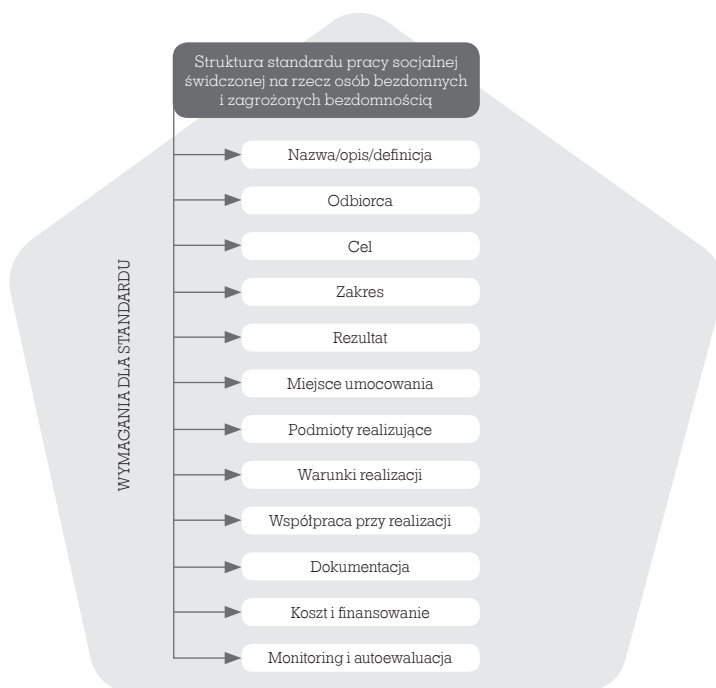 Struktura standardu pracy socjalnej
świdczonej na rzecz osób bezdomnych
i zagrożonych bezdomnością
WYMAGANIA DLA STANDARDU
Nazwa/opis/definicja
Odbiorca
Cel
Zakres
Rezultat
Miejsce umocowania
Podmioty realizujące
Warunki realizacji
Współpraca przy realizacji
Dokumentacja
Koszt i finansowanie
Monitoring i autoewaluacja